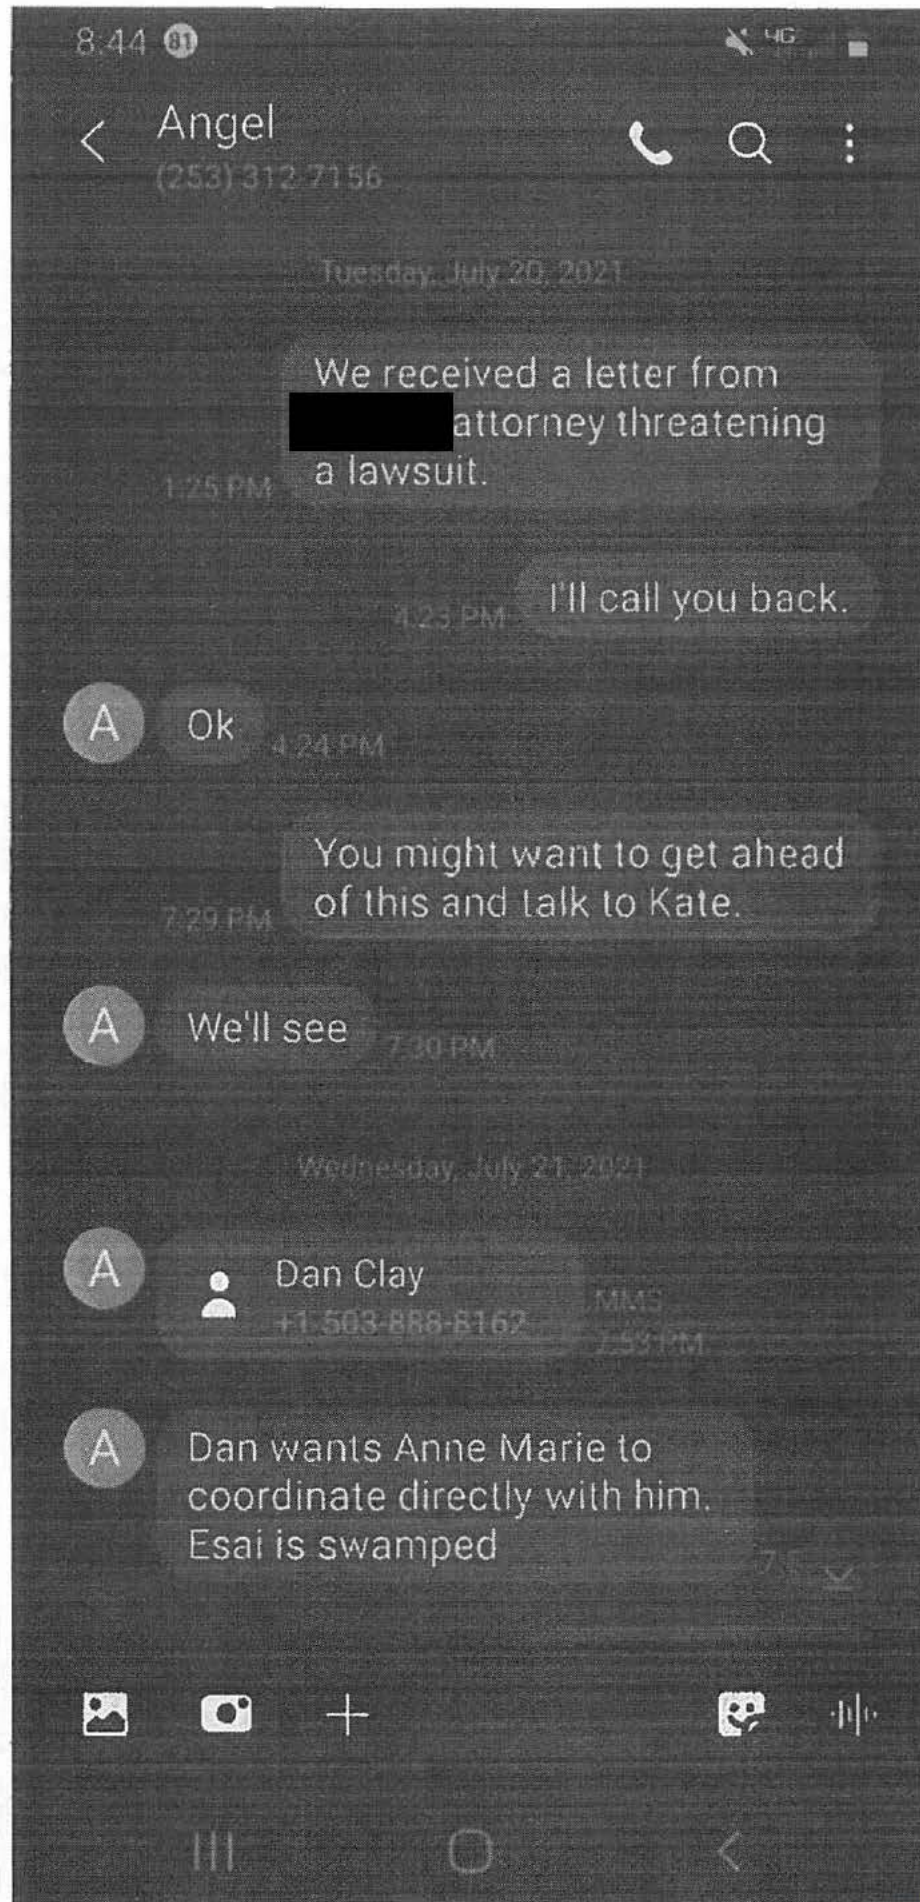 8:44 81
4G
Angel
(253) 312-7156
Tuesday, July 20, 2021
We received a letter from
attorney threatening
a lawsuit.
1:25 PM
I'll call you back.
4:23 PM
A
Ok
4:24 PM
You might want to get ahead
of this and talk to Kate.
7:29 PM
A
We'll see
7:30 PM
Wednesday, July 21, 2021
A
Dan Clay
+1 503-888-8162
MMS
7:53 PM
A
Dan wants Anne Marie to
coordinate directly with him.
Esai is swamped